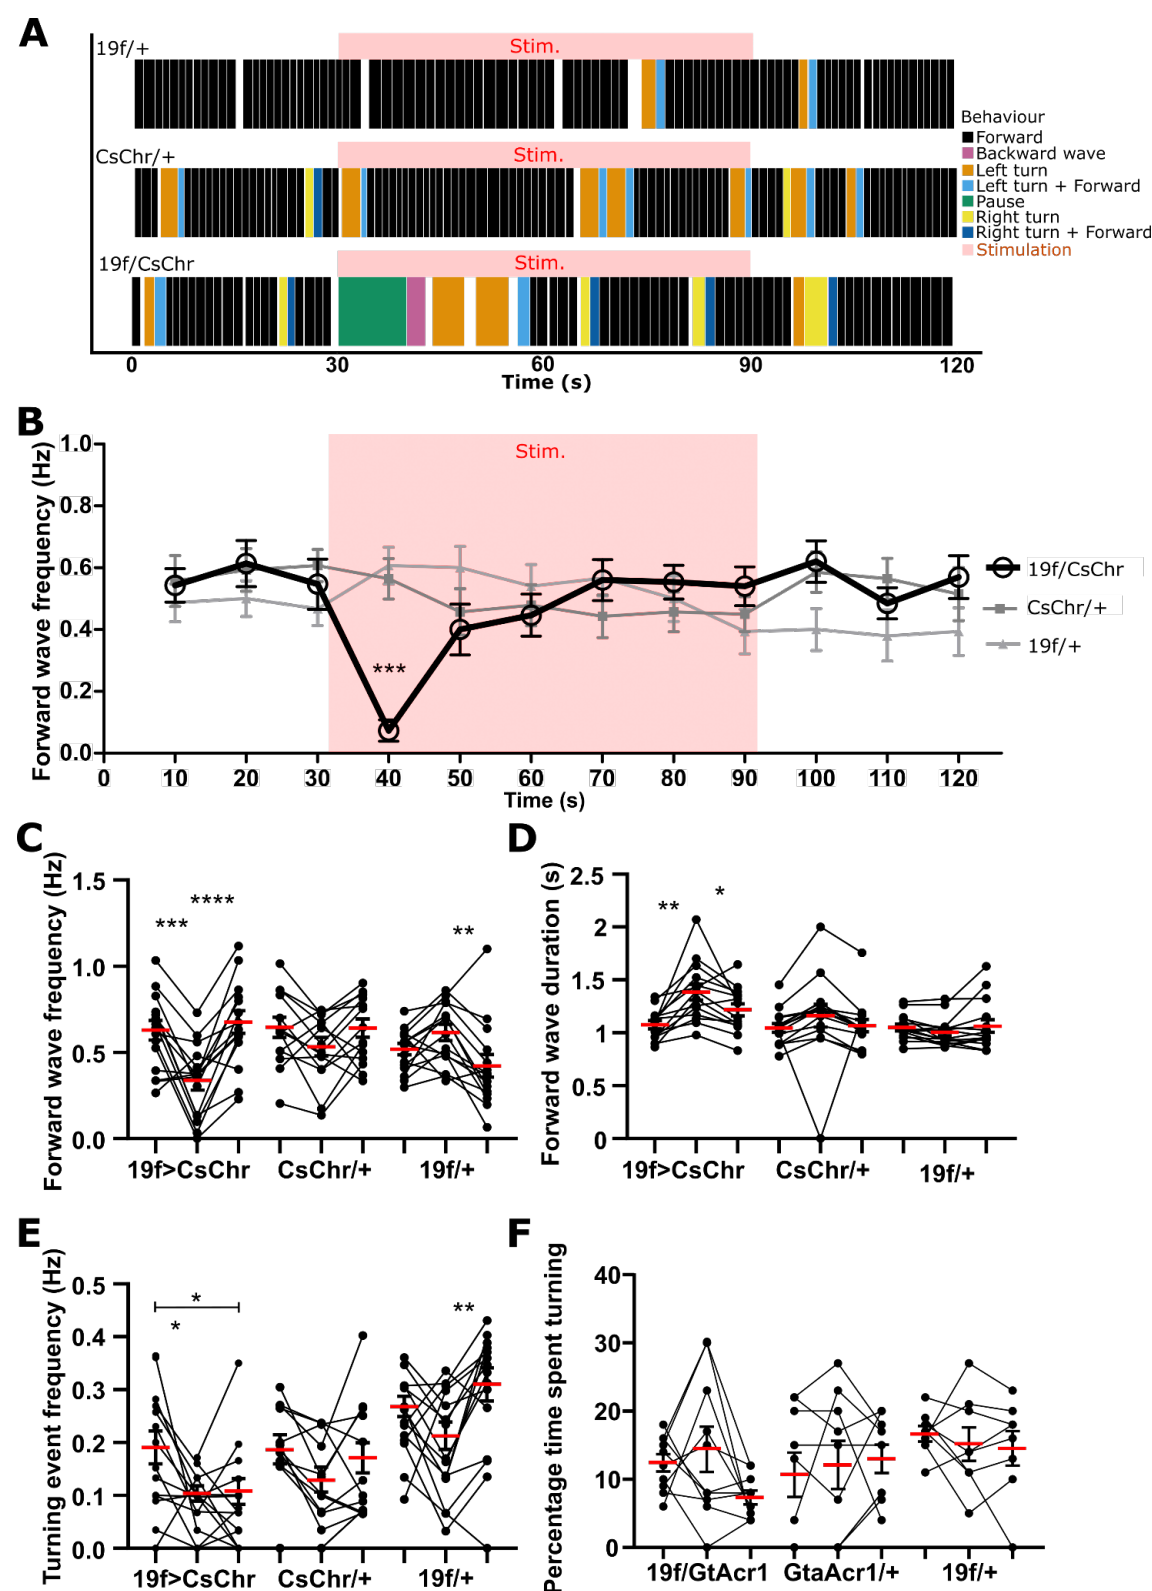 A
19f/+
Stim.
CsChr/+
Stim.
19f/CsChr
Stim.
Behaviour
Forward
Backward wave
Left turn
Left turn + Forward
Pause
Right turn
Right turn + Forward
Stimulation
0 30 60 90 120
Time (s)
B
Forward wave frequency (Hz)
1.0
0.8
0.6
0.4
0.2
0.0
Stim.
***
0 10 20 30 40 50 60 70 80 90 100 110 120
Time (s)
19f/CsChr
CsChr/+
19f/+
C
Forward wave frequency (Hz)
1.5
1.0
0.5
0.0
*** ****
**
19f>CsChr CsChr/+ 19f/+
D
Forward wave duration (s)
2.5
2
1.5
1
0.5
0
** *
19f>CsChr CsChr/+ 19f/+
E
Turning event frequency (Hz)
0.5
0.4
0.3
0.2
0.1
0.0
*
*
**
19f>CsChr CsChr/+ 19f/+
F
Percentage time spent turning
40
30
20
10
0
19f/GtAcr1 GtaAcr1/+ 19f/+